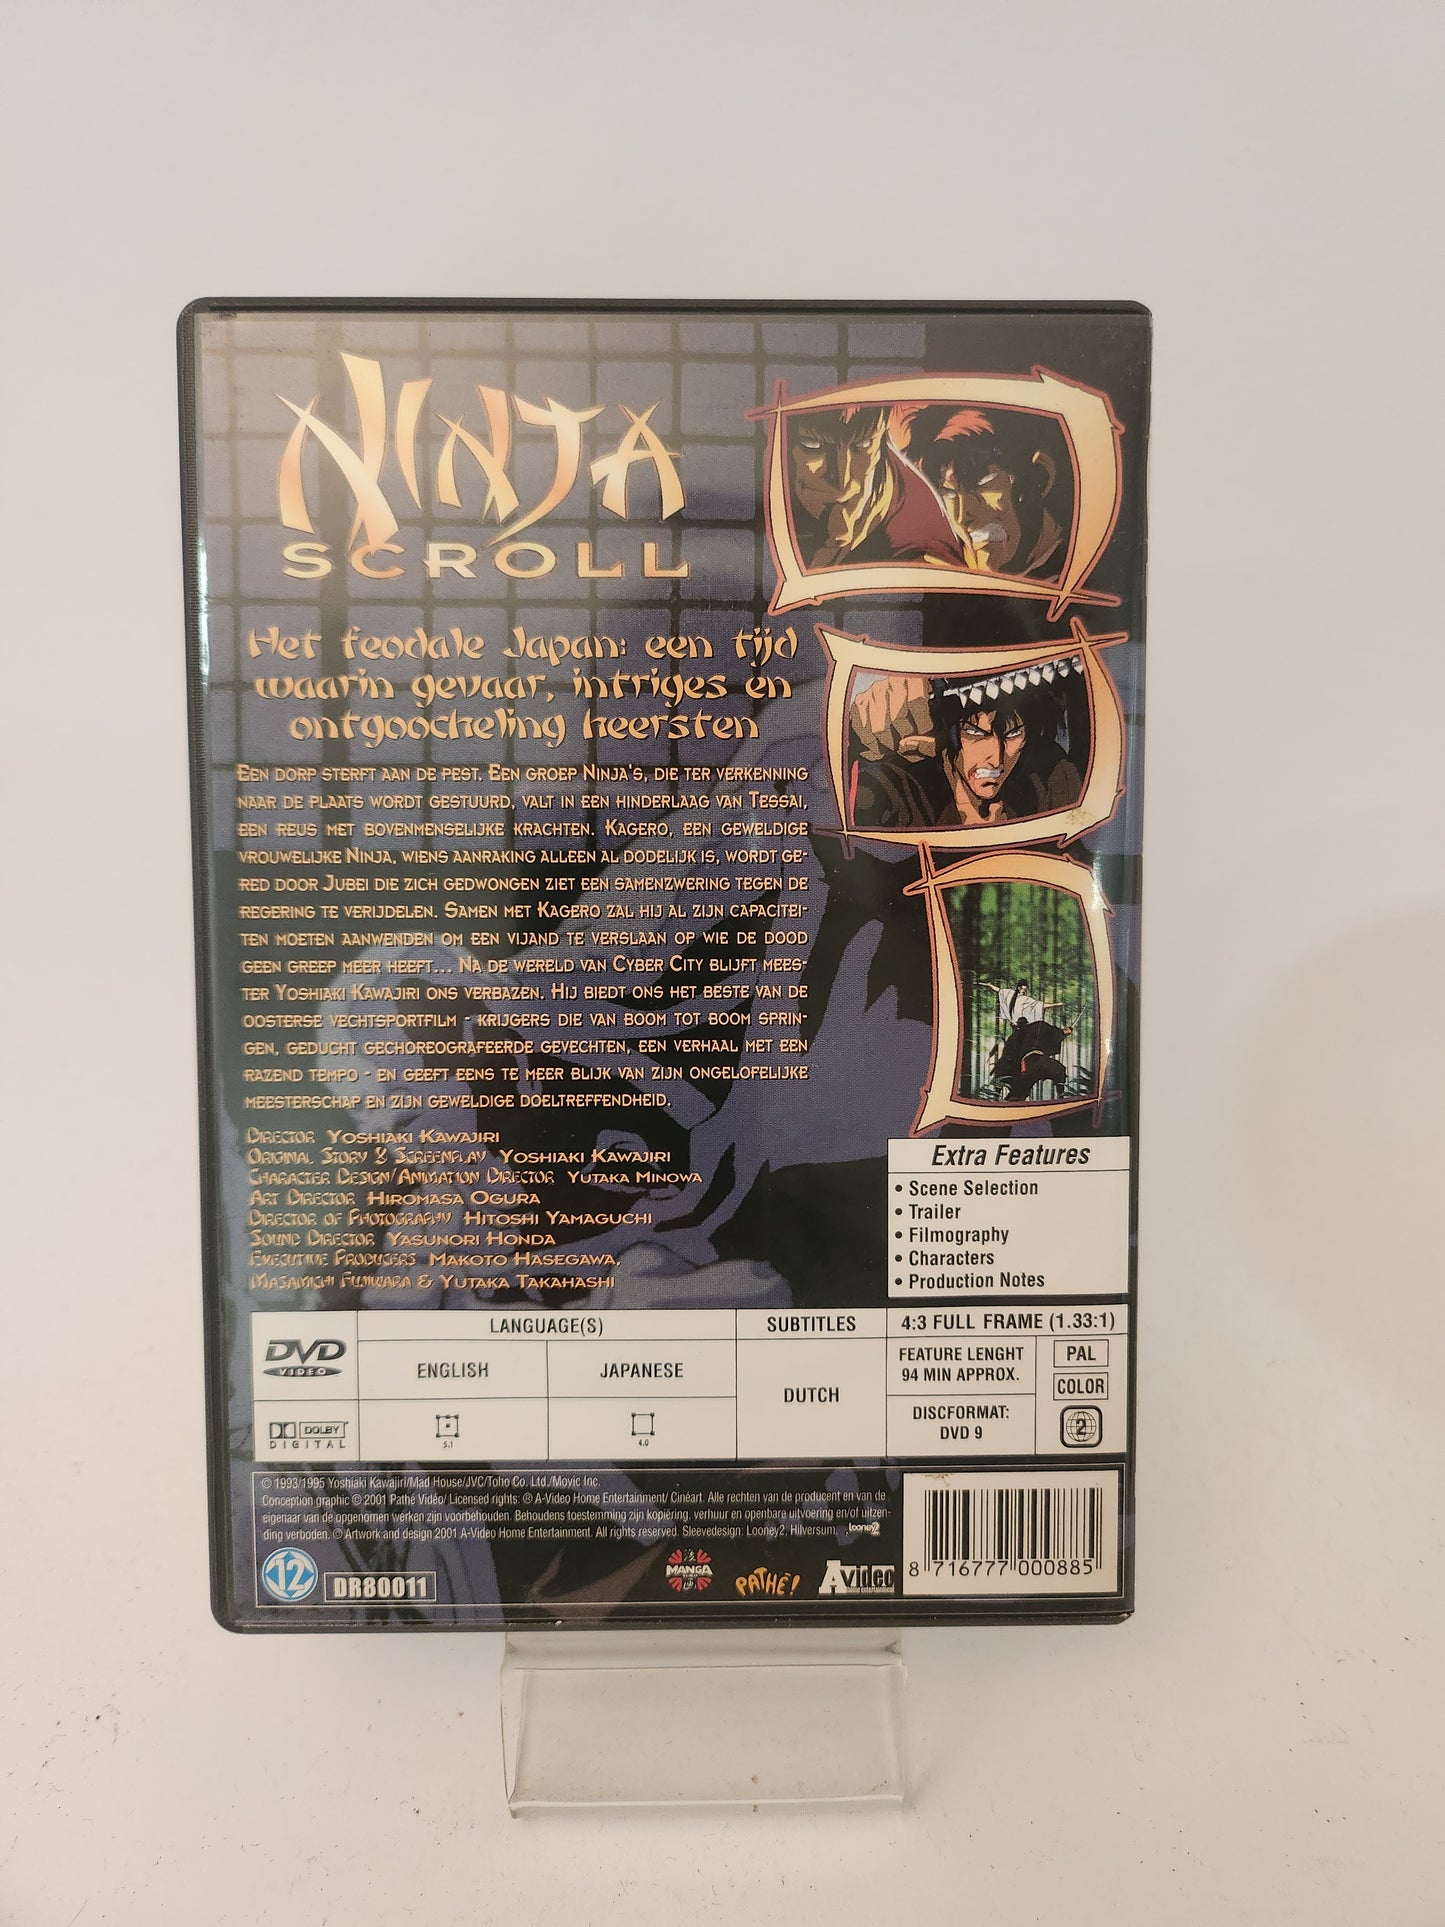 NINJA
SCROLL
Het feodale Japan: een tijd
waarin gevaar, intriges en
ontgoocheling heersten
EEN DORP STERFT AAN DE PEST. EEN GROEP NINJA'S, DIE TER VERKENNING
NAAR DE PLAATS WORDT GESTUURD, VALT IN EEN HINDERLAAG VAN TESSAI,
EEN REUS MET BOVENMENSELIJKE KRACHTEN. KAGERO, EEN GEWELDIGE
VROUWELIJKE NINJA, WIENS AANRAKING ALLEEN AL DODELIJK IS, WORDT GE-
RED DOOR JUBEI DIE ZICH GEDWONGEN ZIET EEN SAMENZWERING TEGEN DE
REGERING TE VERIJDELEN. SAMEN MET KAGERO ZAL HIJ AL ZIJN CAPACITEI-
TEN MOETEN AANWENDEN OM EEN VIJAND TE VERSLAAN OP WIE DE DOOD
GEEN GREEP MEER HEEFT... NA DE WERELD VAN CYBER CITY BLIJFT MEES-
TER YOSHIAKI KAWAJIRI ONS VERBAZEN. HIJ BIEDT ONS HET BESTE VAN DE
OOSTERSE VECHTSPORTFILM - KRIJGERS DIE VAN BOOM TOT BOOM SPRIN-
GEN, GEDUCHT GECHOREOGRAFEERDE GEVECHTEN, EEN VERHAAL MET EEN
RAZEND TEMPO - EN GEEFT EENS TE MEER BLIJK VAN ZIJN ONGELOFELIJKE
MEESTERSCHAP EN ZIJN GEWELDIGE DOELTREFFENDHEID.
DIRECTOR YOSHIAKI KAWAJIRI
ORIGINAL STORY & SCREENPLAY YOSHIAKI KAWAJIRI
CHARACTER DESIGN/ANIMATION DIRECTOR YUTAKA MINOWA
ART DIRECTOR HIROMASA OGURA
DIRECTOR OF PHOTOGRAPHY HITOSHI YAMAGUCHI
SOUND DIRECTOR YASUNORI HONDA
EXECUTIVE PRODUCERS MAKOTO HASEGAWA,
MASAMICHI FUJIWARA & YUTAKA TAKAHASHI
Extra Features
• Scene Selection
• Trailer
• Filmography
• Characters
• Production Notes
DVD
VIDEO
LANGUAGE(S)
ENGLISH
JAPANESE
SUBTITLES
DUTCH
4:3 FULL FRAME (1.33:1)
FEATURE LENGHT
94 MIN APPROX.
PAL
COLOR
DISCFORMAT:
DVD 9
2
DOLBY
DIGITAL
5.1
4.0
© 1993/1995 Yoshiaki Kawajiri/Mad House/JVC/Toho Co. Ltd./Movic Inc.
Conception graphic © 2001 Pathé Vidéo/ Licensed rights: ® A-Video Home Entertainment/ Cinéart. Alle rechten van de producent en van de
eigenaar van de opgenomen werken zijn voorbehouden. Behoudens toestemming zijn kopiëring, verhuur en openbare uitvoering en/of uitzen-
ding verboden. © Artwork and design 2001 A-Video Home Entertainment. All rights reserved. Sleevedesign: Looney2, Hilversum. Looney2
12
DR80011
MANGA
PATHÉ!
A video
home entertainment
8 716777 000885